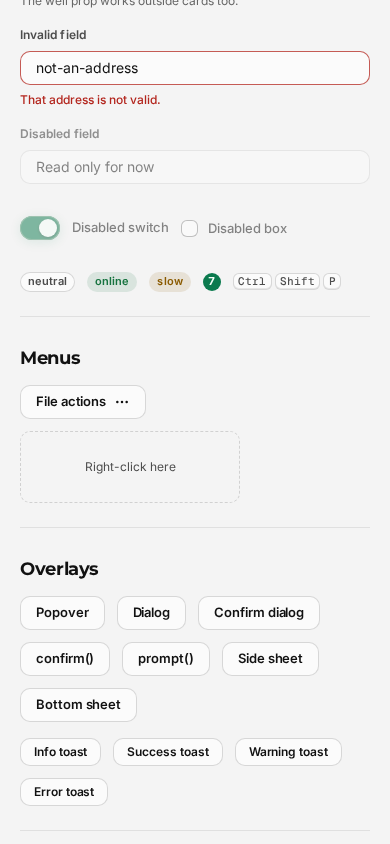 The well prop works outside cards too.
Invalid field
not-an-address
That address is not valid.
Disabled field
Read only for now
Disabled switch Disabled box
neutral online slow 7 Ctrl Shift P
Menus
File actions ···
Right-click here
Overlays
Popover Dialog Confirm dialog
confirm() prompt() Side sheet
Bottom sheet
Info toast Success toast Warning toast
Error toast